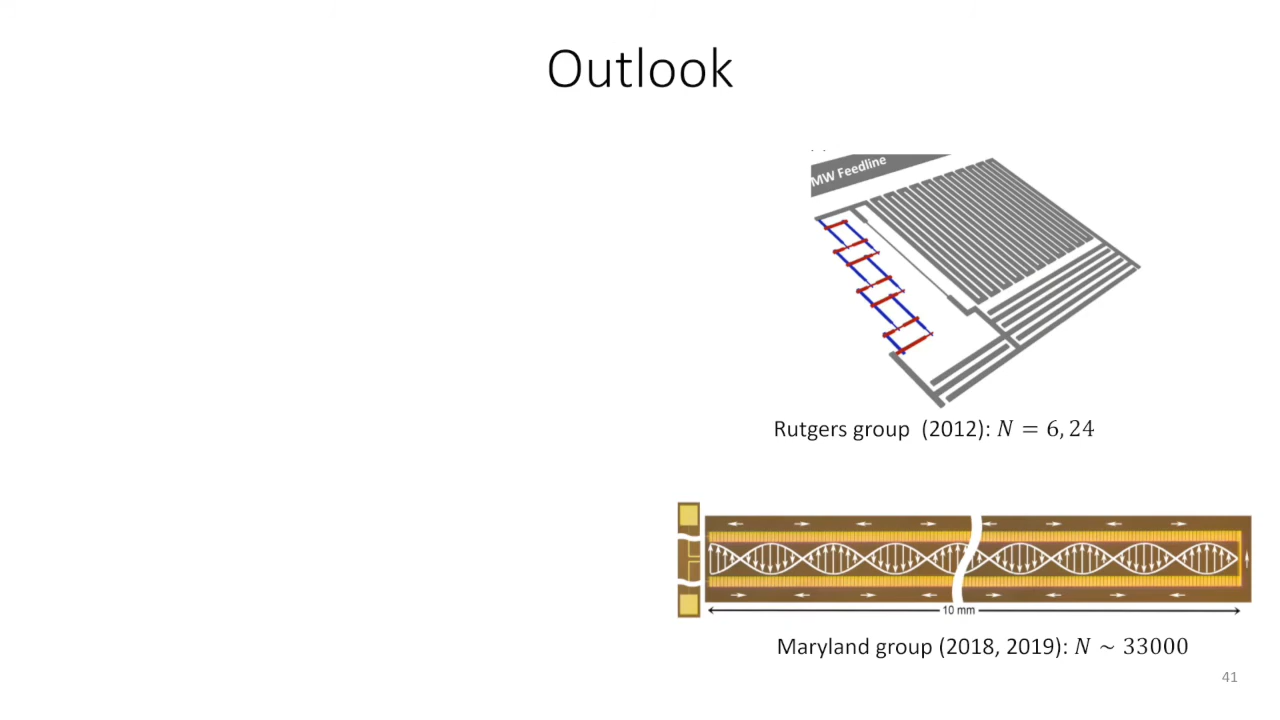 Outlook
MW Feedline
Rutgers group (2012): N = 6, 24
10 mm
Maryland group (2018, 2019): N ~ 33000
41